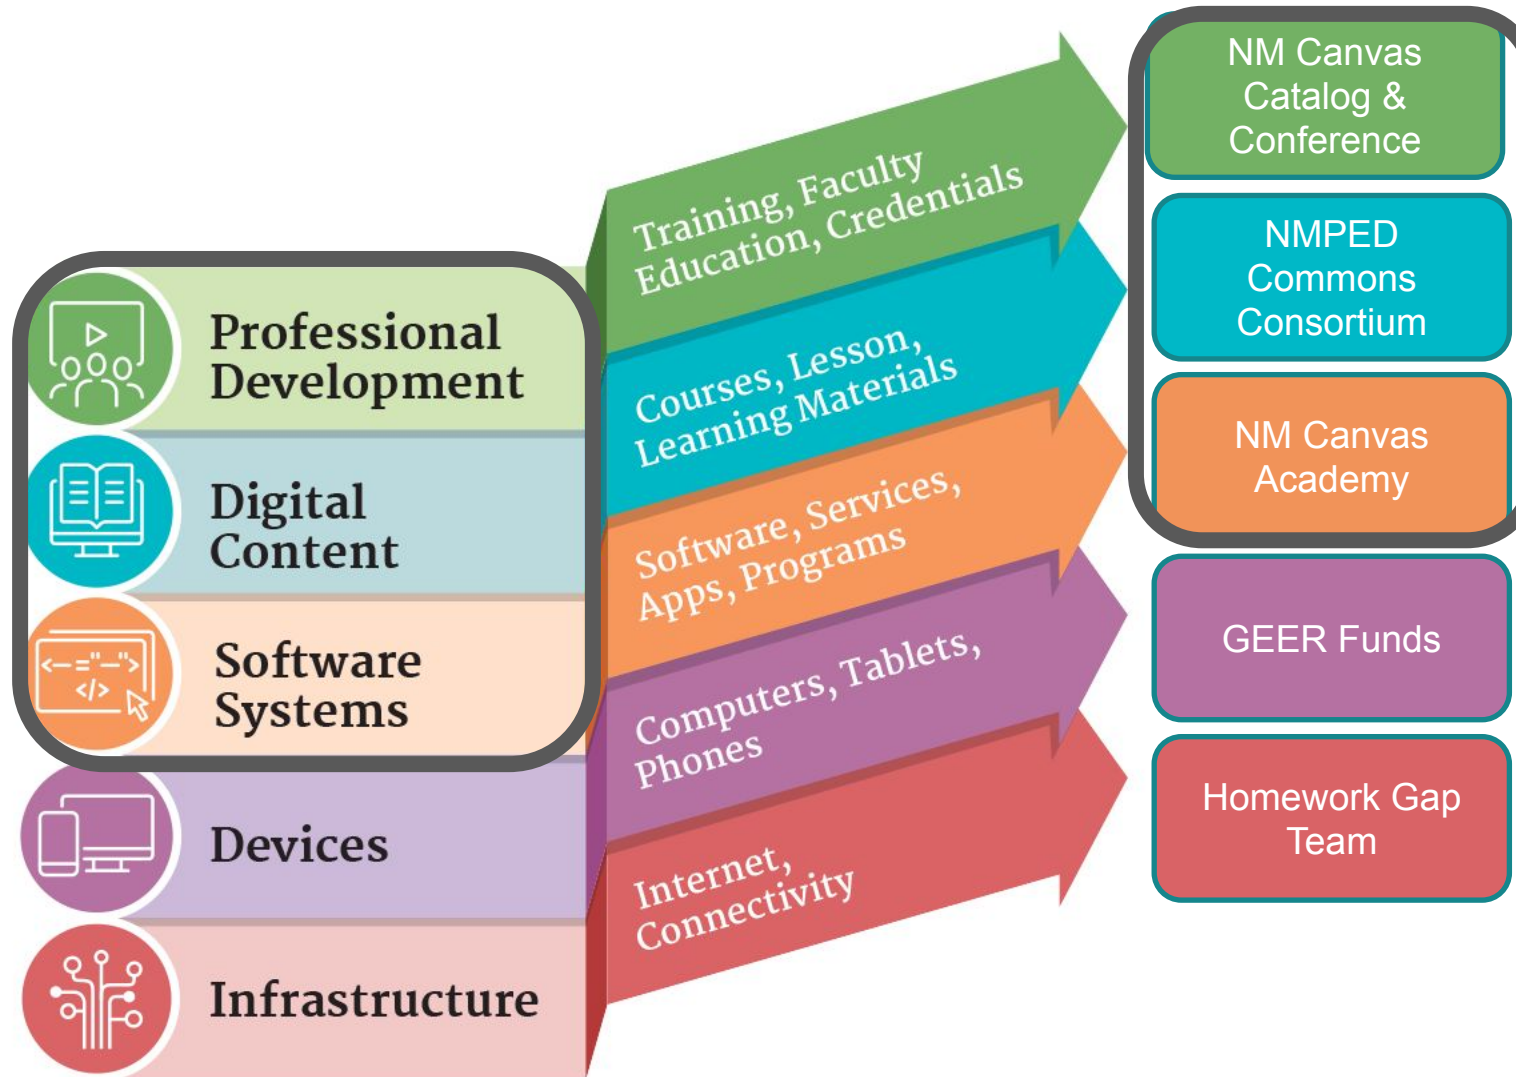 Professional
Development
Training, Faculty
Education, Credentials
NM Canvas
Catalog &
Conference
Digital
Content
Courses, Lesson,
Learning Materials
NMPED
Commons
Consortium
<-- ="--">
</>
Software
Systems
Software, Services,
Apps, Programs
NM Canvas
Academy
Devices
Computers, Tablets,
Phones
GEER Funds
Infrastructure
Internet,
Connectivity
Homework Gap
Team